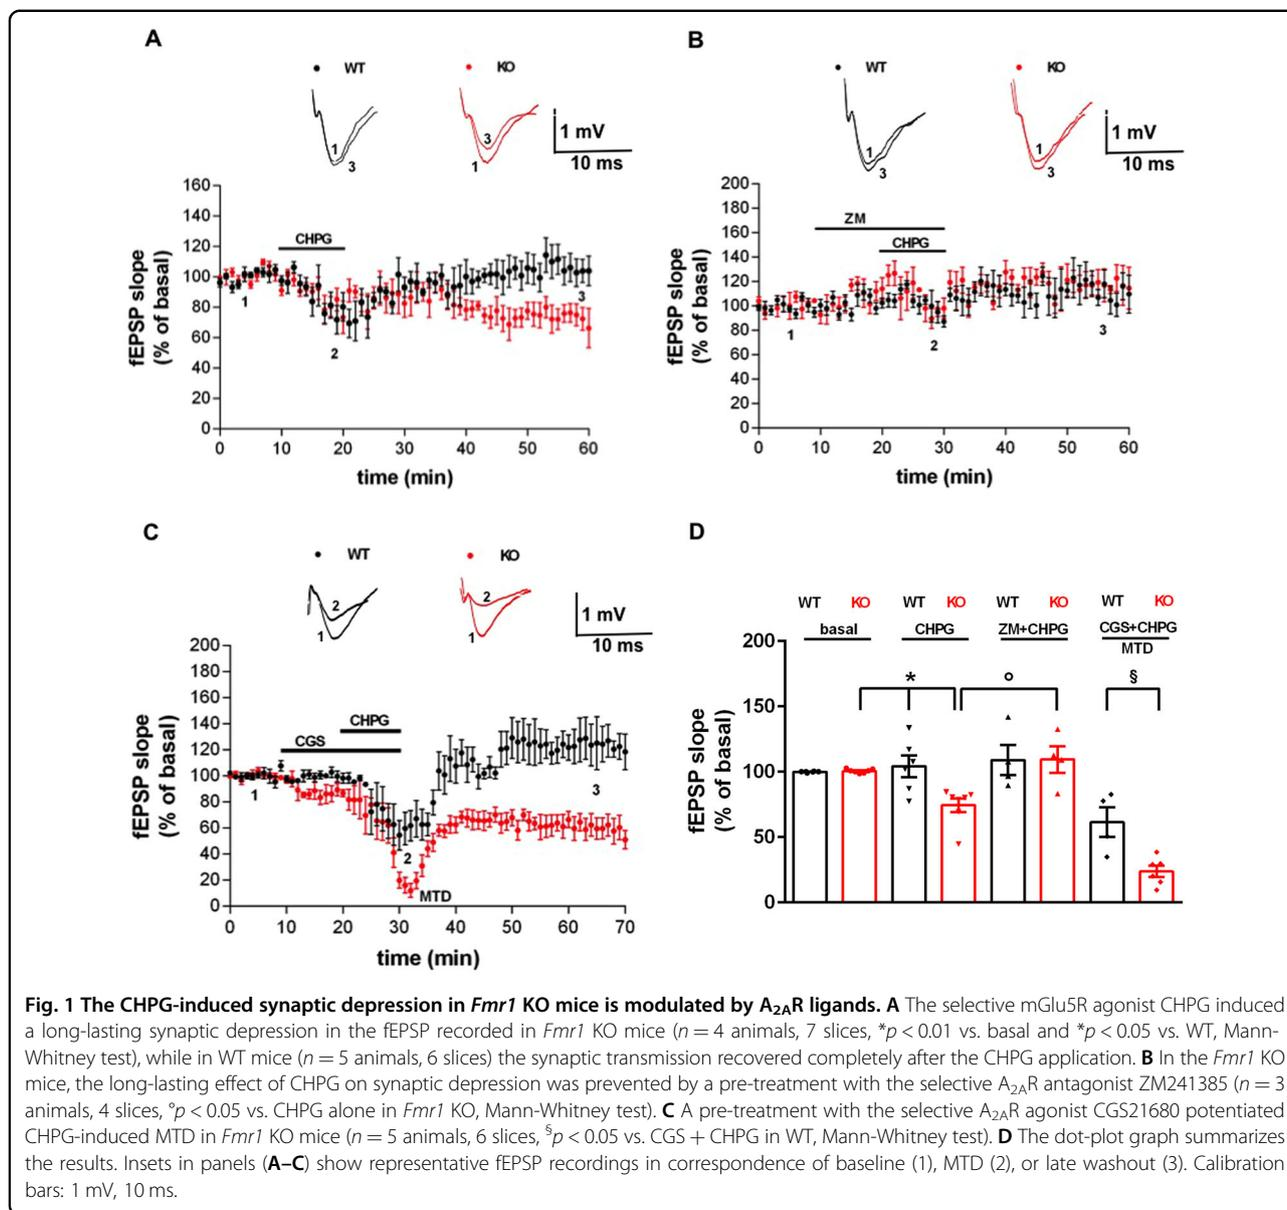 A
WT
KO
1
3
3
1
1 mV
10 ms
160
140
120
100
80
60
40
20
0
CHPG
1
2
3
fEPSP slope
(% of basal)
0 10 20 30 40 50 60
time (min)
B
WT
KO
1
3
1
3
1 mV
10 ms
200
180
160
140
120
100
80
60
40
20
0
ZM
CHPG
1
2
3
fEPSP slope
(% of basal)
0 10 20 30 40 50 60
time (min)
C
WT
KO
2
1
2
1
1 mV
10 ms
200
180
160
140
120
100
80
60
40
20
0
CHPG
CGS
1
2
3
MTD
fEPSP slope
(% of basal)
0 10 20 30 40 50 60 70
time (min)
D
WT KO WT KO WT KO WT KO
basal CHPG ZM+CHPG CGS+CHPG
MTD
* ° §
200
150
100
50
0
fEPSP slope
(% of basal)
Fig. 1 The CHPG-induced synaptic depression in Fmr1 KO mice is modulated by A2AR ligands. A The selective mGlu5R agonist CHPG induced
a long-lasting synaptic depression in the fEPSP recorded in Fmr1 KO mice (n = 4 animals, 7 slices, *p < 0.01 vs. basal and *p < 0.05 vs. WT, Mann-
Whitney test), while in WT mice (n = 5 animals, 6 slices) the synaptic transmission recovered completely after the CHPG application. B In the Fmr1 KO
mice, the long-lasting effect of CHPG on synaptic depression was prevented by a pre-treatment with the selective A2AR antagonist ZM241385 (n = 3
animals, 4 slices, °p < 0.05 vs. CHPG alone in Fmr1 KO, Mann-Whitney test). C A pre-treatment with the selective A2AR agonist CGS21680 potentiated
CHPG-induced MTD in Fmr1 KO mice (n = 5 animals, 6 slices, §p < 0.05 vs. CGS + CHPG in WT, Mann-Whitney test). D The dot-plot graph summarizes
the results. Insets in panels (A–C) show representative fEPSP recordings in correspondence of baseline (1), MTD (2), or late washout (3). Calibration
bars: 1 mV, 10 ms.